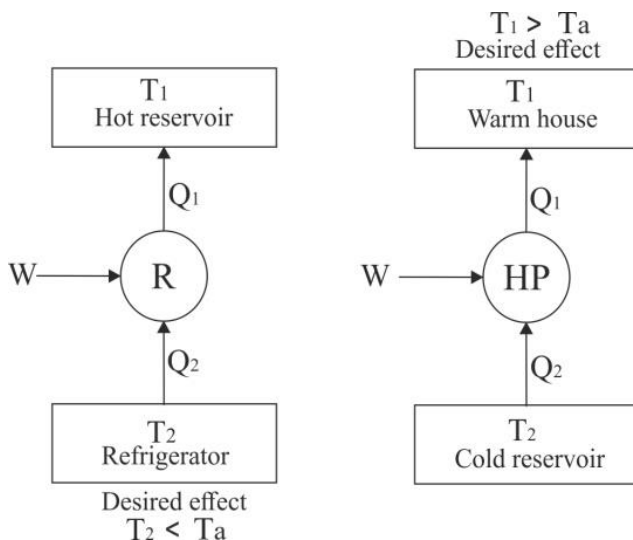 T1
Hot reservoir
Q1
W
R
Q2
T2
Refrigerator
Desired effect
T2 < Ta
T1 > Ta
Desired effect
T1
Warm house
Q1
W
HP
Q2
T2
Cold reservoir